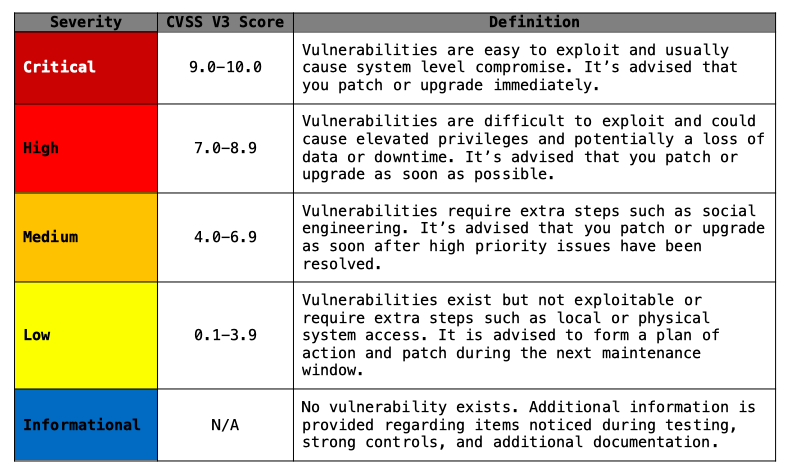 Severity CVSS V3 Score Definition
Critical 9.0–10.0
Vulnerabilities are easy to exploit and usually
cause system level compromise. It’s advised that
you patch or upgrade immediately.
High 7.0–8.9
Vulnerabilities are difficult to exploit and could
cause elevated privileges and potentially a loss of
data or downtime. It’s advised that you patch or
upgrade as soon as possible.
Medium 4.0–6.9
Vulnerabilities require extra steps such as social
engineering. It’s advised that you patch or upgrade
as soon after high priority issues have been
resolved.
Low 0.1–3.9
Vulnerabilities exist but not exploitable or
require extra steps such as local or physical
system access. It is advised to form a plan of
action and patch during the next maintenance
window.
Informational N/A
No vulnerability exists. Additional information is
provided regarding items noticed during testing,
strong controls, and additional documentation.